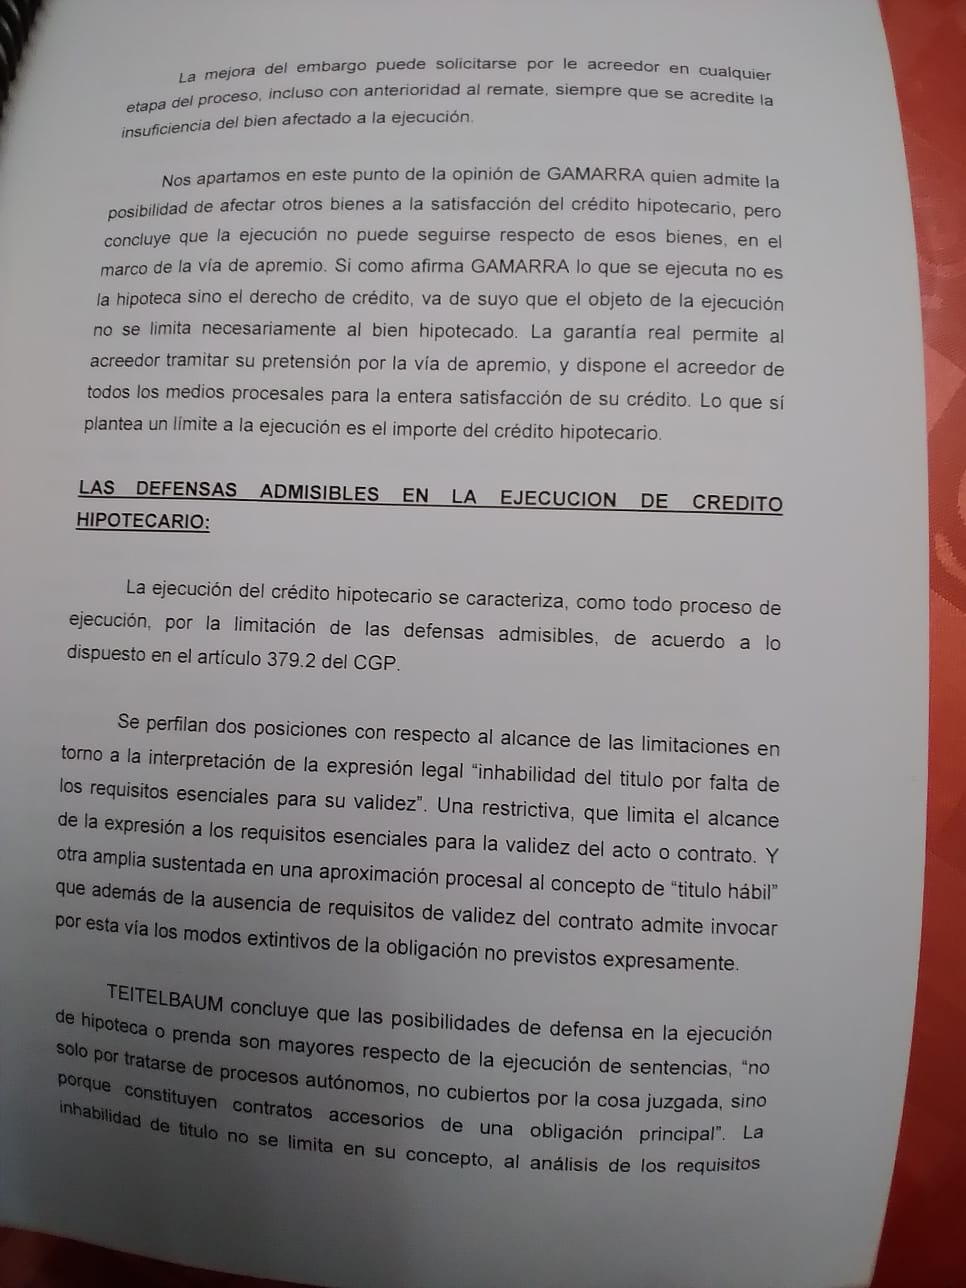 La mejora del embargo puede solicitarse por le acreedor en cualquier
etapa del proceso, incluso con anterioridad al remate, siempre que se acredite la
insuficiencia del bien afectado a la ejecución.
Nos apartamos en este punto de la opinión de GAMARRA quien admite la
posibilidad de afectar otros bienes a la satisfacción del crédito hipotecario, pero
concluye que la ejecución no puede seguirse respecto de esos bienes, en el
marco de la vía de apremio. Si como afirma GAMARRA lo que se ejecuta no es
la hipoteca sino el derecho de crédito, va de suyo que el objeto de la ejecución
no se limita necesariamente al bien hipotecado. La garantía real permite al
acreedor tramitar su pretensión por la vía de apremio, y dispone el acreedor de
todos los medios procesales para la entera satisfacción de su crédito. Lo que sí
plantea un límite a la ejecución es el importe del crédito hipotecario.
LAS DEFENSAS ADMISIBLES EN LA EJECUCION DE CREDITO
HIPOTECARIO:
La ejecución del crédito hipotecario se caracteriza, como todo proceso de
ejecución, por la limitación de las defensas admisibles, de acuerdo a lo
dispuesto en el artículo 379.2 del CGP.
Se perfilan dos posiciones con respecto al alcance de las limitaciones en
torno a la interpretación de la expresión legal “inhabilidad del titulo por falta de
los requisitos esenciales para su validez”. Una restrictiva, que limita el alcance
de la expresión a los requisitos esenciales para la validez del acto o contrato. Y
otra amplia sustentada en una aproximación procesal al concepto de “titulo hábil”
que además de la ausencia de requisitos de validez del contrato admite invocar
por esta vía los modos extintivos de la obligación no previstos expresamente.
TEITELBAUM concluye que las posibilidades de defensa en la ejecución
de hipoteca o prenda son mayores respecto de la ejecución de sentencias, “no
solo por tratarse de procesos autónomos, no cubiertos por la cosa juzgada, sino
porque constituyen contratos accesorios de una obligación principal”. La
inhabilidad de titulo no se limita en su concepto, al análisis de los requisitos